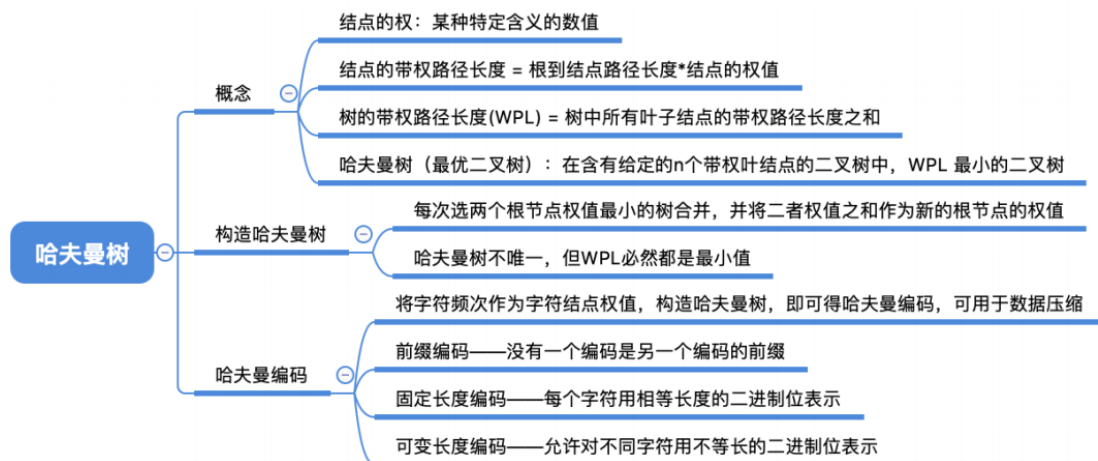 哈夫曼树
概念
结点的权：某种特定含义的数值
结点的带权路径长度 = 根到结点路径长度*结点的权值
树的带权路径长度(WPL) = 树中所有叶子结点的带权路径长度之和
哈夫曼树（最优二叉树）：在含有给定的n个带权叶结点的二叉树中，WPL 最小的二叉树
构造哈夫曼树
每次选两个根节点权值最小的树合并，并将二者权值之和作为新的根节点的权值
哈夫曼树不唯一，但WPL必然都是最小值
哈夫曼编码
将字符频次作为字符结点权值，构造哈夫曼树，即可得哈夫曼编码，可用于数据压缩
前缀编码——没有一个编码是另一个编码的前缀
固定长度编码——每个字符用相等长度的二进制位表示
可变长度编码——允许对不同字符用不等长的二进制位表示